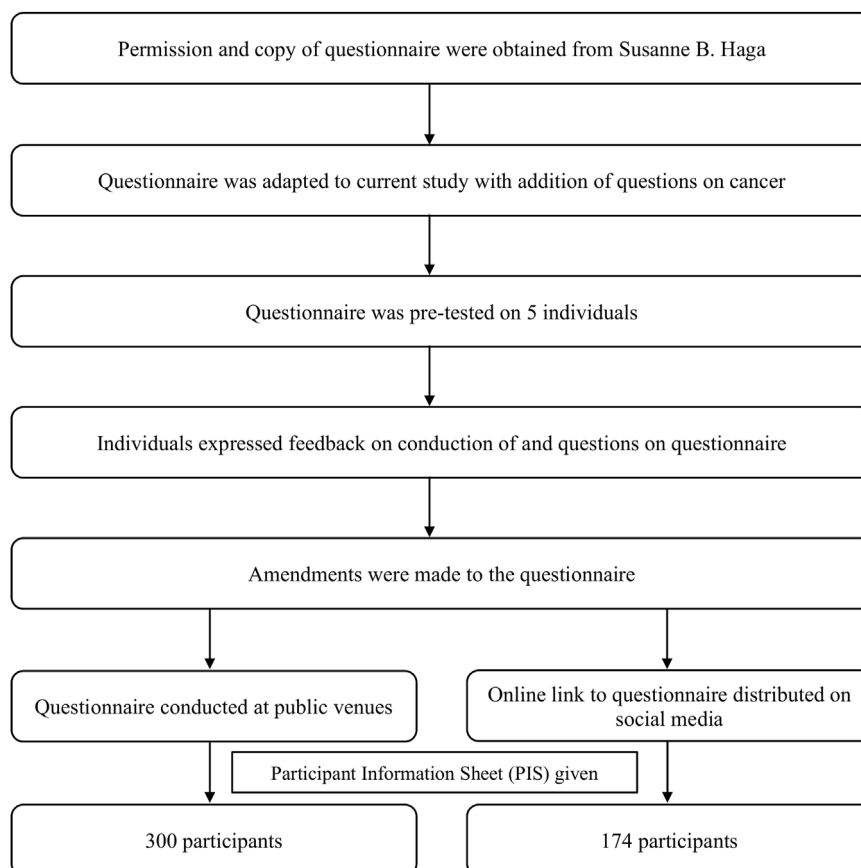 Permission and copy of questionnaire were obtained from Susanne B. Haga
Questionnaire was adapted to current study with addition of questions on cancer
Questionnaire was pre-tested on 5 individuals
Individuals expressed feedback on conduction of and questions on questionnaire
Amendments were made to the questionnaire
Questionnaire conducted at public venues
Online link to questionnaire distributed on
social media
Participant Information Sheet (PIS) given
300 participants
174 participants